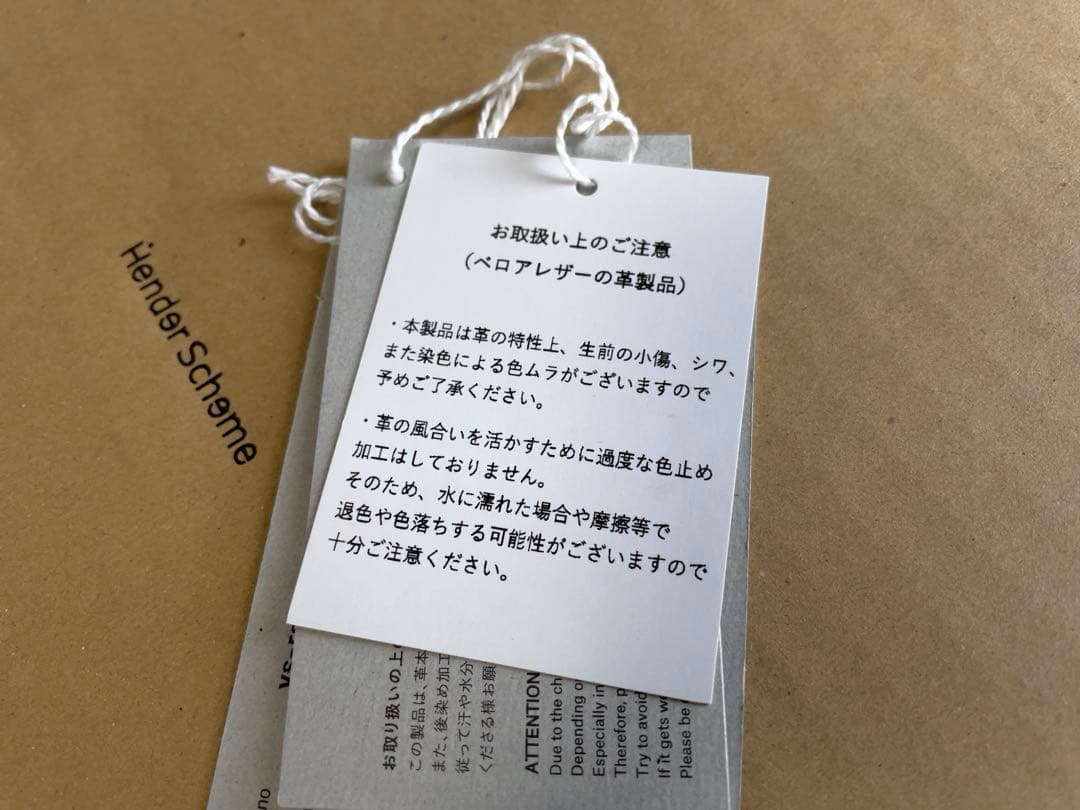 Hender Scheme
お取扱い上のご注意
（ベロアレザーの革製品）
・本製品は革の特性上、生前の小傷、シワ、
また染色による色ムラがございますので
予めご了承ください。
・革の風合いを活かすために過度な色止め
加工はしておりません。
そのため、水に濡れた場合や摩擦等で
退色や色落ちする可能性がございますので
十分ご注意ください。
お取り扱いの上
この製品は、革本
また、後染め加工
従って汗や水分
くださる様お願
ATTENTION
Due to the ch
Depending o
Especially in
Therefore, p
Try to avoid
If it gets w
Please be
no